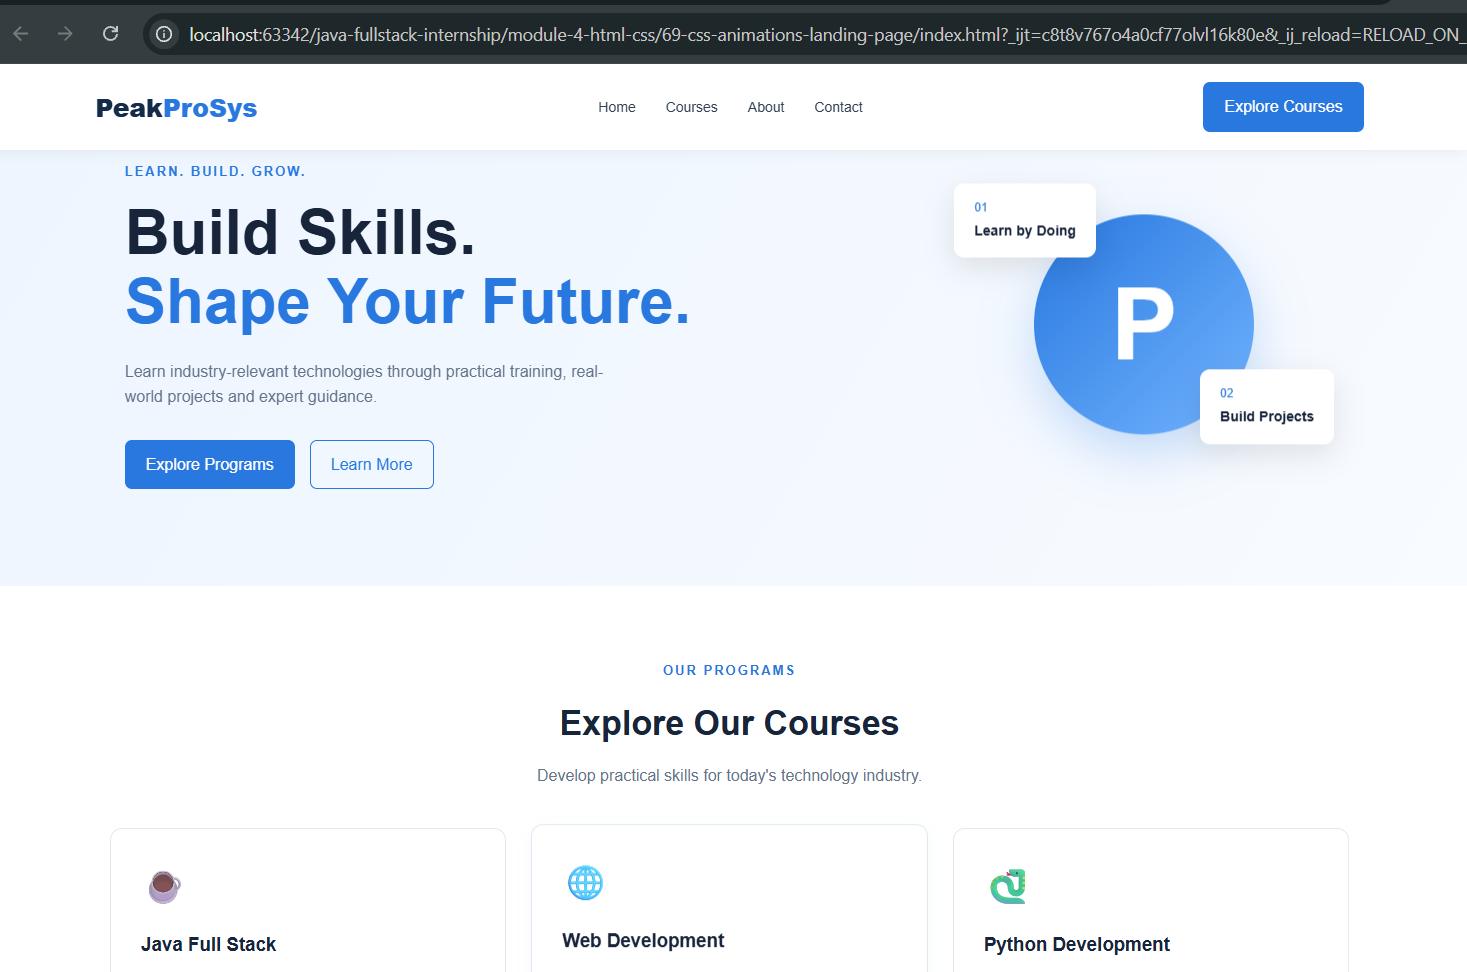 localhost:63342/java-fullstack-internship/module-4-html-css/69-css-animations-landing-page/index.html?_ijt=c8t8v767o4a0cf77olvl16k80e&_ij_reload=RELOAD_ON_
PeakProSys
Home
Courses
About
Contact
Explore Courses
LEARN. BUILD. GROW.
Build Skills.
Shape Your Future.
Learn industry-relevant technologies through practical training, real-
world projects and expert guidance.
Explore Programs
Learn More
01
Learn by Doing
P
02
Build Projects
OUR PROGRAMS
Explore Our Courses
Develop practical skills for today's technology industry.
Java Full Stack
Web Development
Python Development